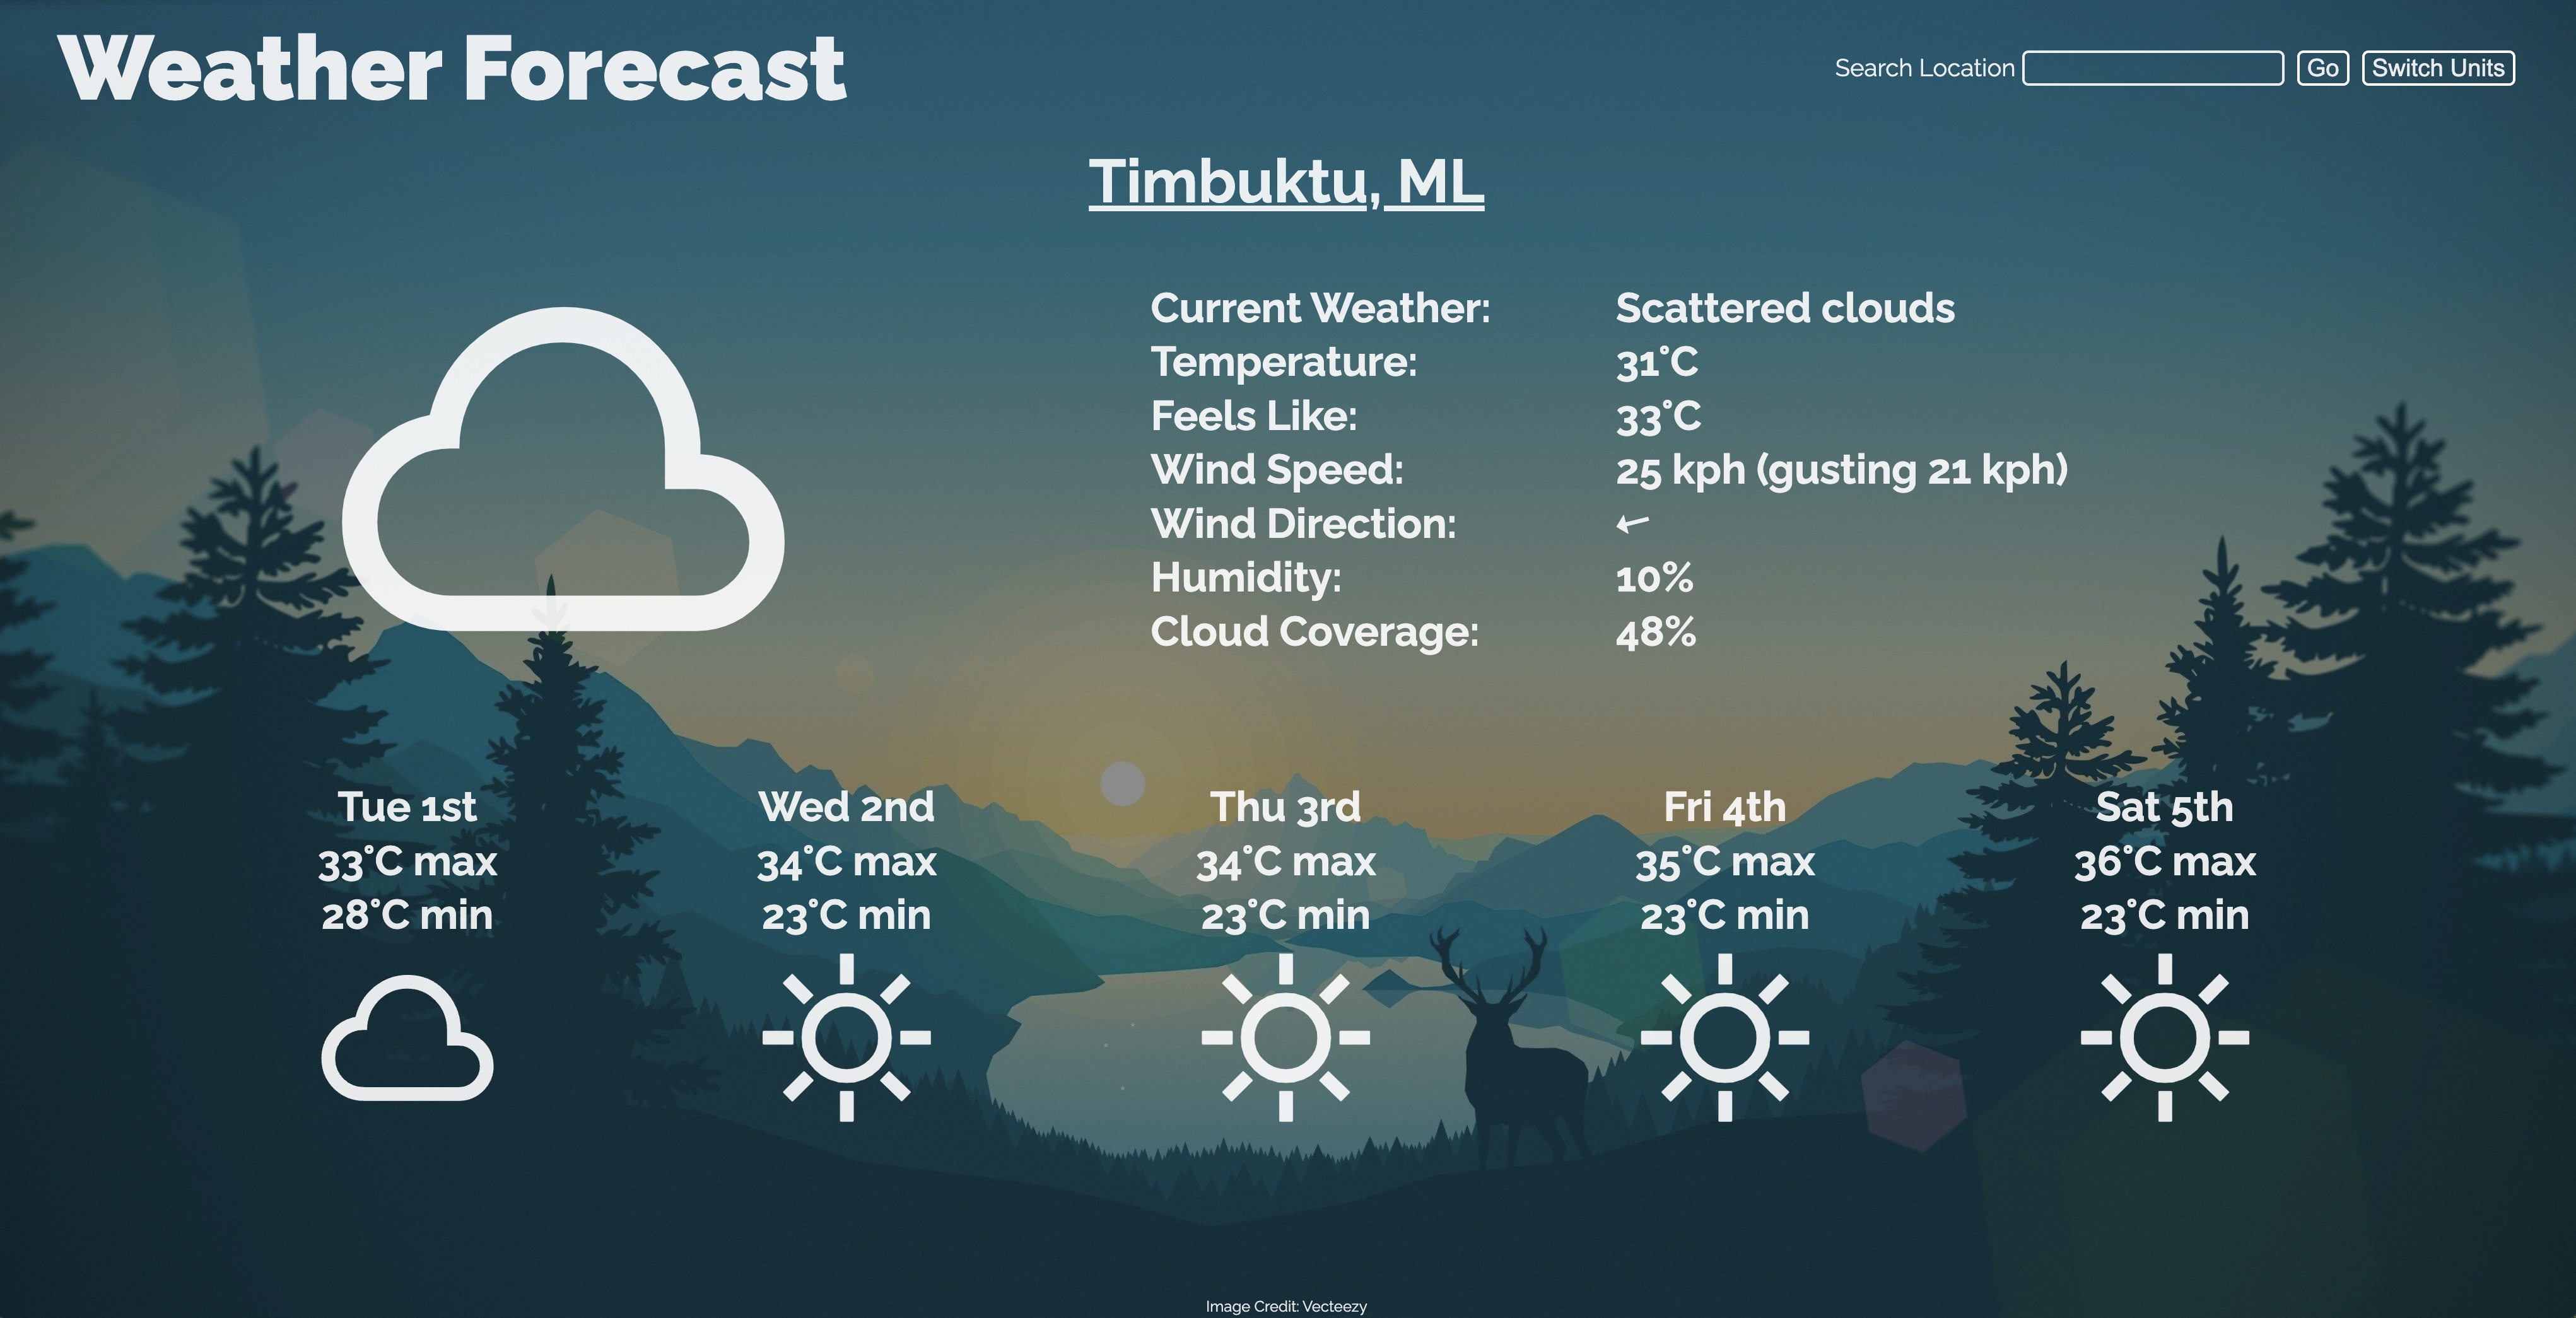 Weather Forecast
Search Location Go Switch Units
Timbuktu, ML
Current Weather: Scattered clouds
Temperature: 31°C
Feels Like: 33°C
Wind Speed: 25 kph (gusting 21 kph)
Wind Direction: 
Humidity: 10%
Cloud Coverage: 48%
Tue 1st
33°C max
28°C min
Wed 2nd
34°C max
23°C min
Thu 3rd
34°C max
23°C min
Fri 4th
35°C max
23°C min
Sat 5th
36°C max
23°C min
Image Credit: Vecteezy